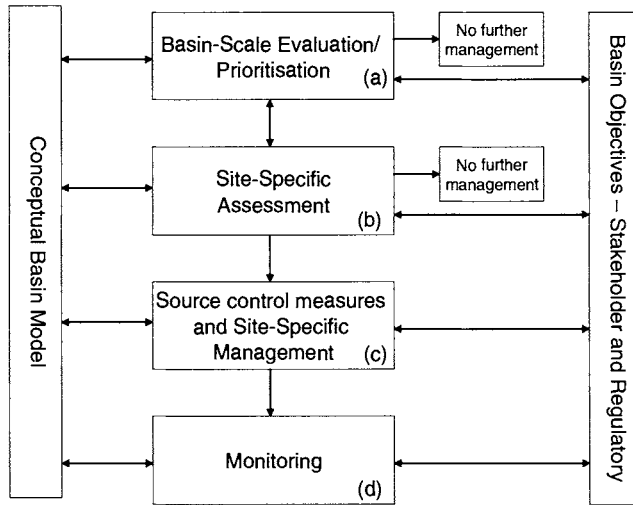 Conceptual Basin Model
Basin-Scale Evaluation/
Prioritisation
(a)
No further
management
Site-Specific
Assessment
(b)
No further
management
Source control measures
and Site-Specific
Management
(c)
Monitoring
(d)
Basin Objectives – Stakeholder and Regulatory